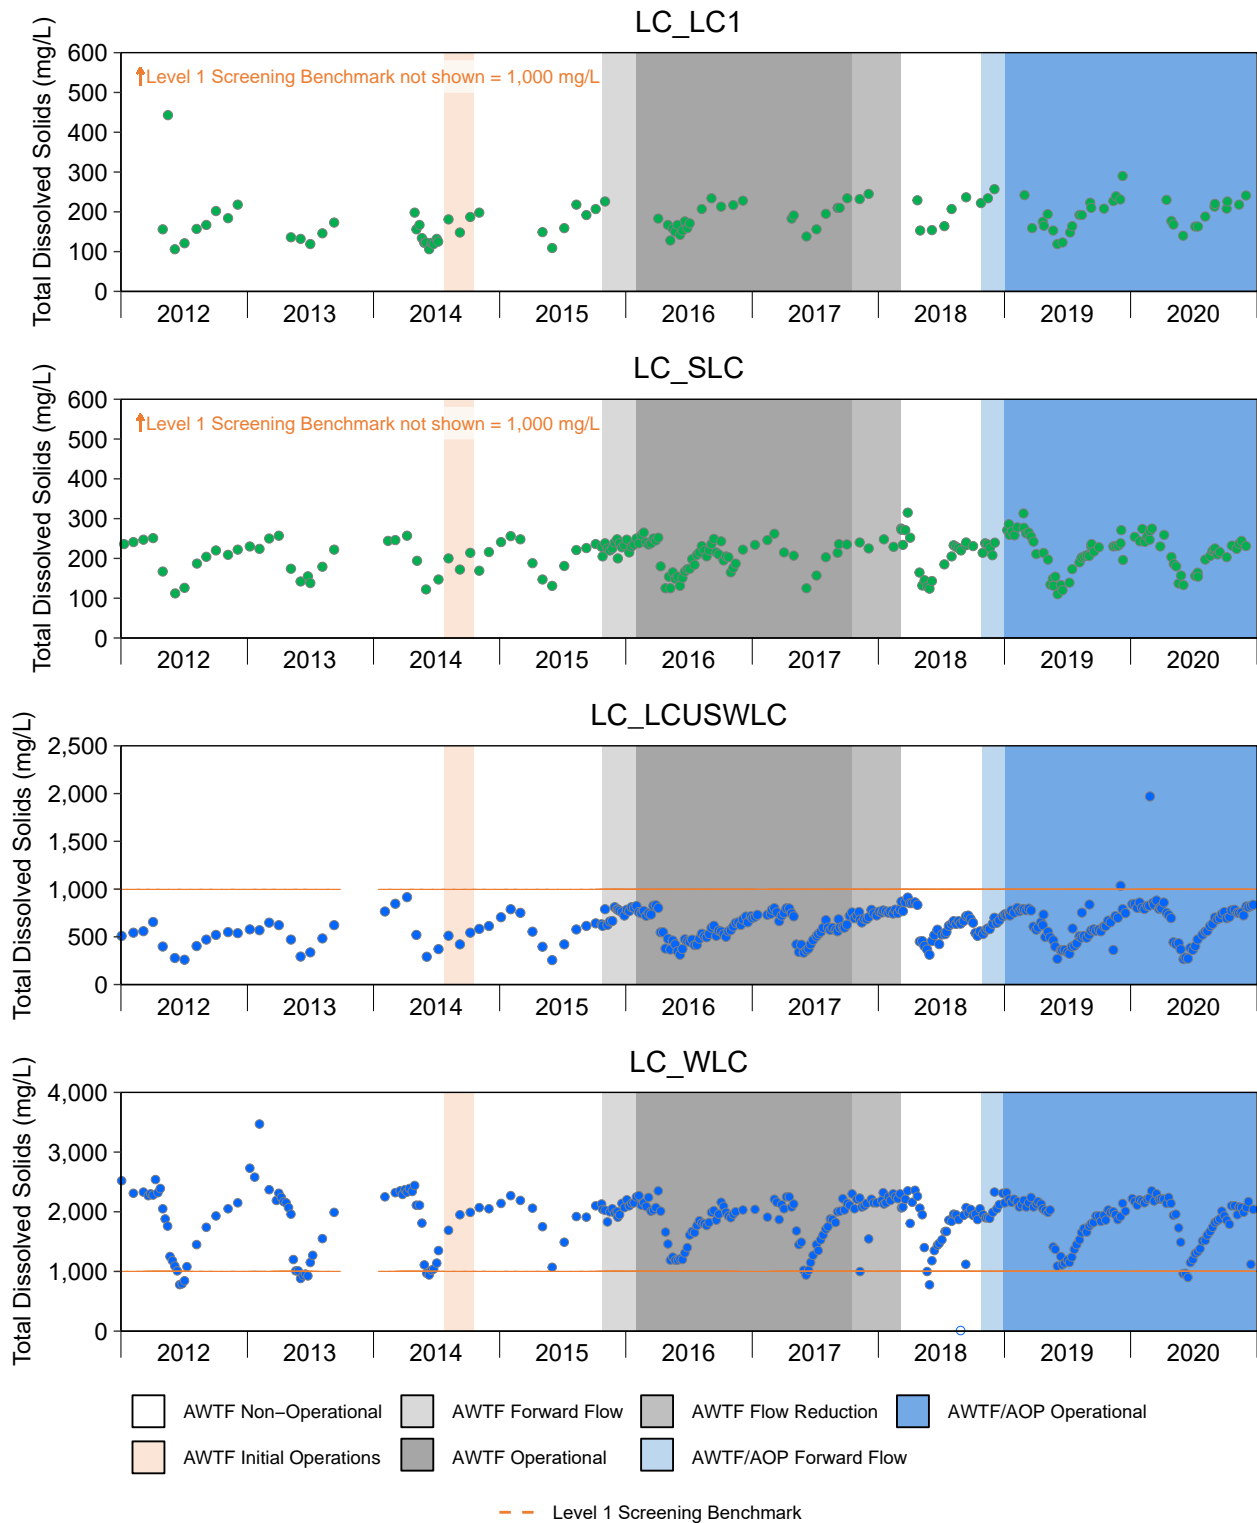 LC_LC1
Total Dissolved Solids (mg/L)
600
500
400
300
200
100
0
Level 1 Screening Benchmark not shown = 1,000 mg/L
2012 2013 2014 2015 2016 2017 2018 2019 2020
LC_SLC
Total Dissolved Solids (mg/L)
600
500
400
300
200
100
0
Level 1 Screening Benchmark not shown = 1,000 mg/L
2012 2013 2014 2015 2016 2017 2018 2019 2020
LC_LCUSWLC
Total Dissolved Solids (mg/L)
2,500
2,000
1,500
1,000
500
0
2012 2013 2014 2015 2016 2017 2018 2019 2020
LC_WLC
Total Dissolved Solids (mg/L)
4,000
3,000
2,000
1,000
0
2012 2013 2014 2015 2016 2017 2018 2019 2020
AWTF Non−Operational AWTF Forward Flow AWTF Flow Reduction AWTF/AOP Operational
AWTF Initial Operations AWTF Operational AWTF/AOP Forward Flow
Level 1 Screening Benchmark